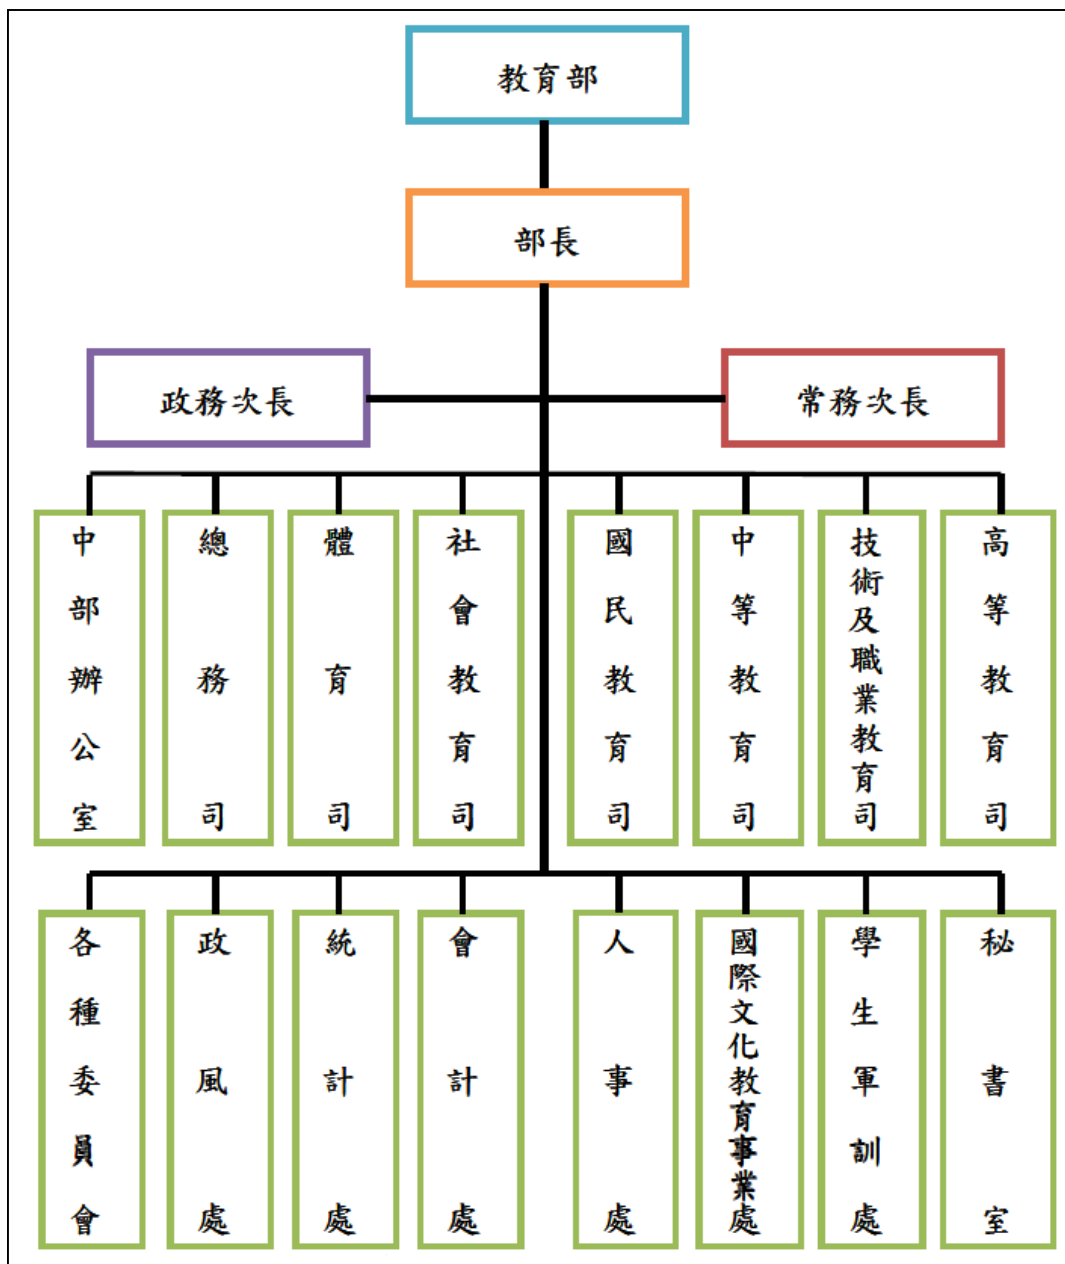 教育部
部長
政務次長
常務次長
中部辦公室
總務司
體育司
社會教育司
國民教育司
中等教育司
技術及職業教育司
高等教育司
各種委員會
政風處
統計處
會計處
人事處
國際文化教育事業處
學生軍訓處
秘書室